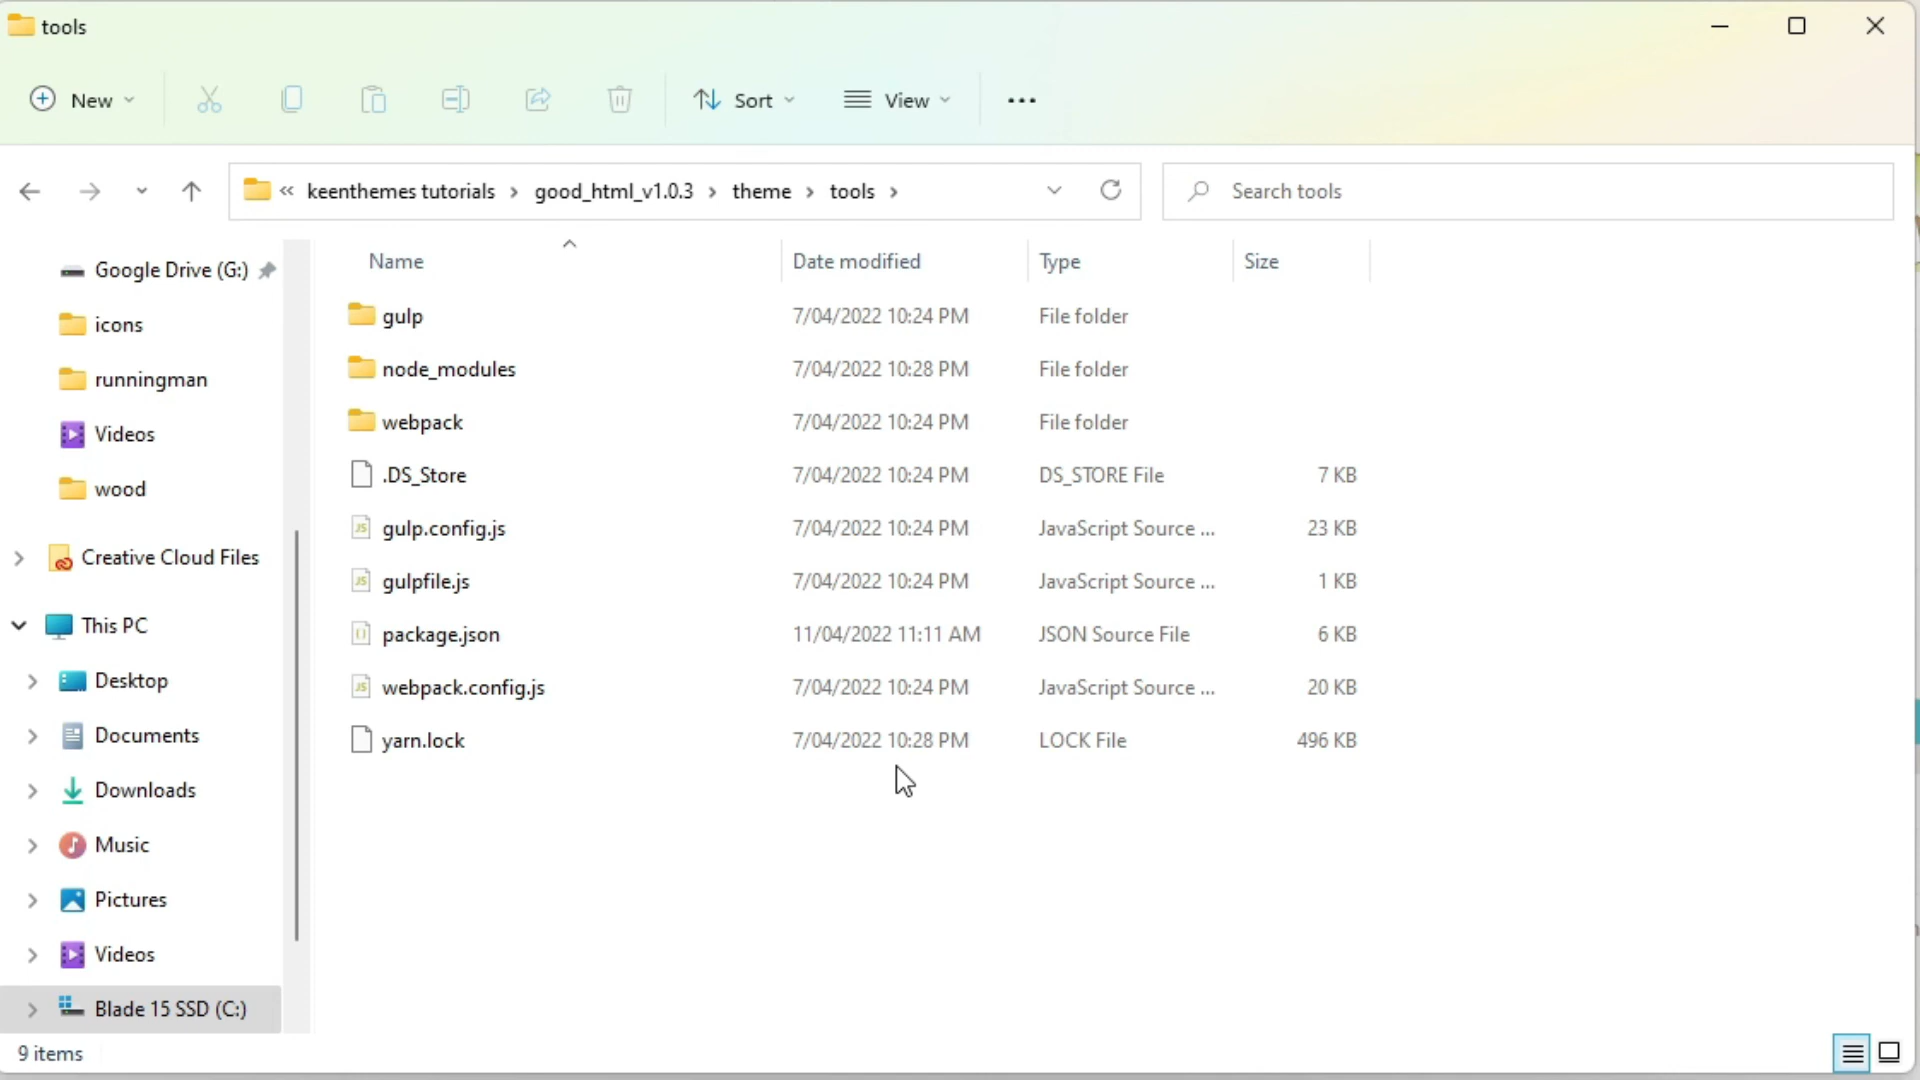 tools
New
Sort
View
« keenthemes tutorials > good_html_v1.0.3 > theme > tools >
Search tools
Google Drive (G:)
icons
runningman
Videos
wood
Creative Cloud Files
This PC
Desktop
Documents
Downloads
Music
Pictures
Videos
Blade 15 SSD (C:)
Name Date modified Type Size
gulp 7/04/2022 10:24 PM File folder
node_modules 7/04/2022 10:28 PM File folder
webpack 7/04/2022 10:24 PM File folder
.DS_Store 7/04/2022 10:24 PM DS_STORE File 7 KB
gulp.config.js 7/04/2022 10:24 PM JavaScript Source ... 23 KB
gulpfile.js 7/04/2022 10:24 PM JavaScript Source ... 1 KB
package.json 11/04/2022 11:11 AM JSON Source File 6 KB
webpack.config.js 7/04/2022 10:24 PM JavaScript Source ... 20 KB
yarn.lock 7/04/2022 10:28 PM LOCK File 496 KB
9 items